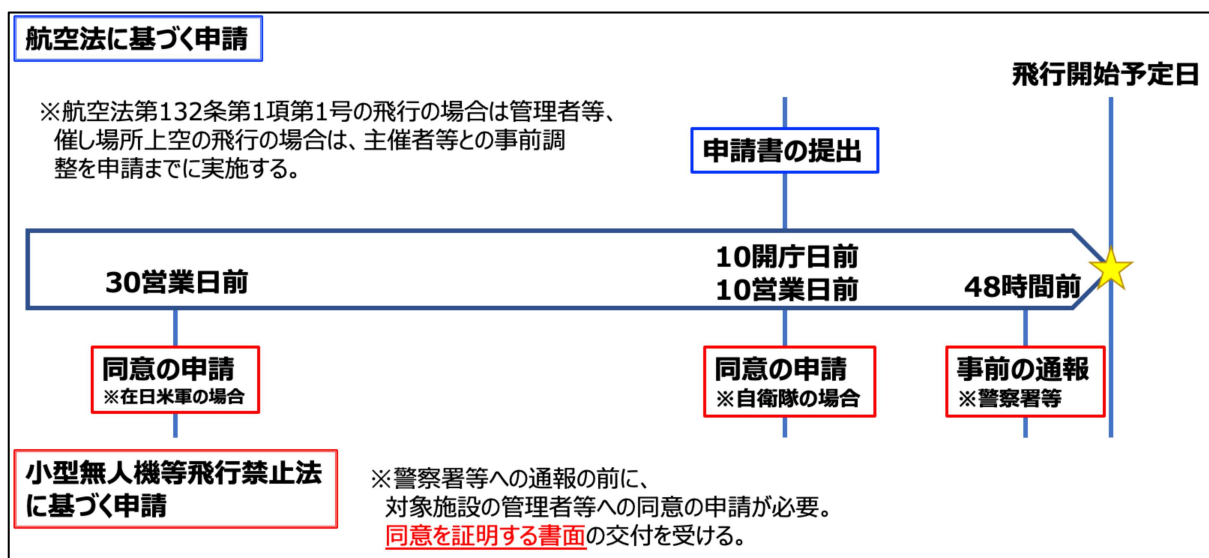 航空法に基づく申請
飛行開始予定日
※航空法第132条第1項第1号の飛行の場合は管理者等、
催し場所上空の飛行の場合は、主催者等との事前調
整を申請までに実施する。
申請書の提出
30営業日前
10開庁日前
10営業日前
48時間前
同意の申請
※在日米軍の場合
同意の申請
※自衛隊の場合
事前の通報
※警察署等
小型無人機等飛行禁止法
に基づく申請
※警察署等への通報の前に、
対象施設の管理者等への同意の申請が必要。
同意を証明する書面の交付を受ける。